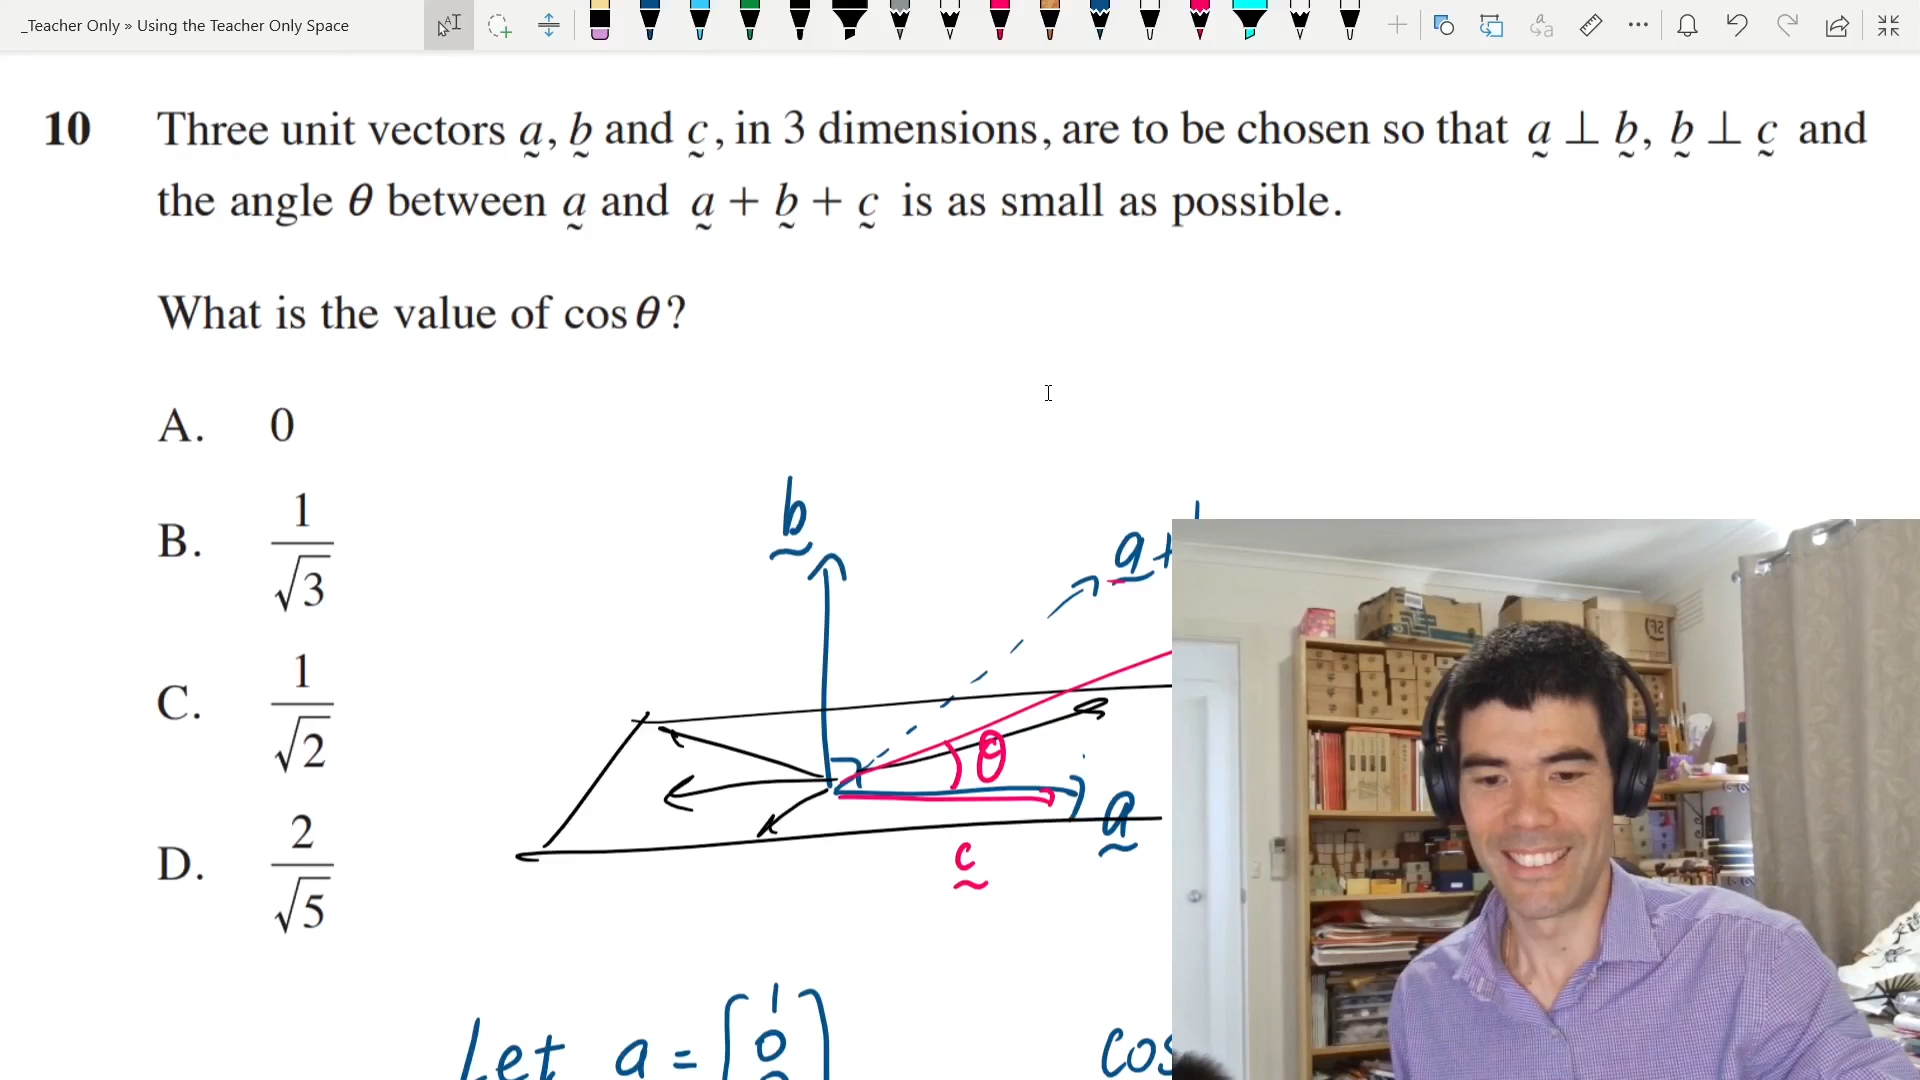 _Teacher Only » Using the Teacher Only Space
10 Three unit vectors a, b and c, in 3 dimensions, are to be chosen so that a ⊥ b, b ⊥ c and
the angle θ between a and a + b + c is as small as possible.
What is the value of cos θ?
A. 0
B. 1/√3
C. 1/√2
D. 2/√5
b
a+
θ
a
c
Let a = [1
0
cos